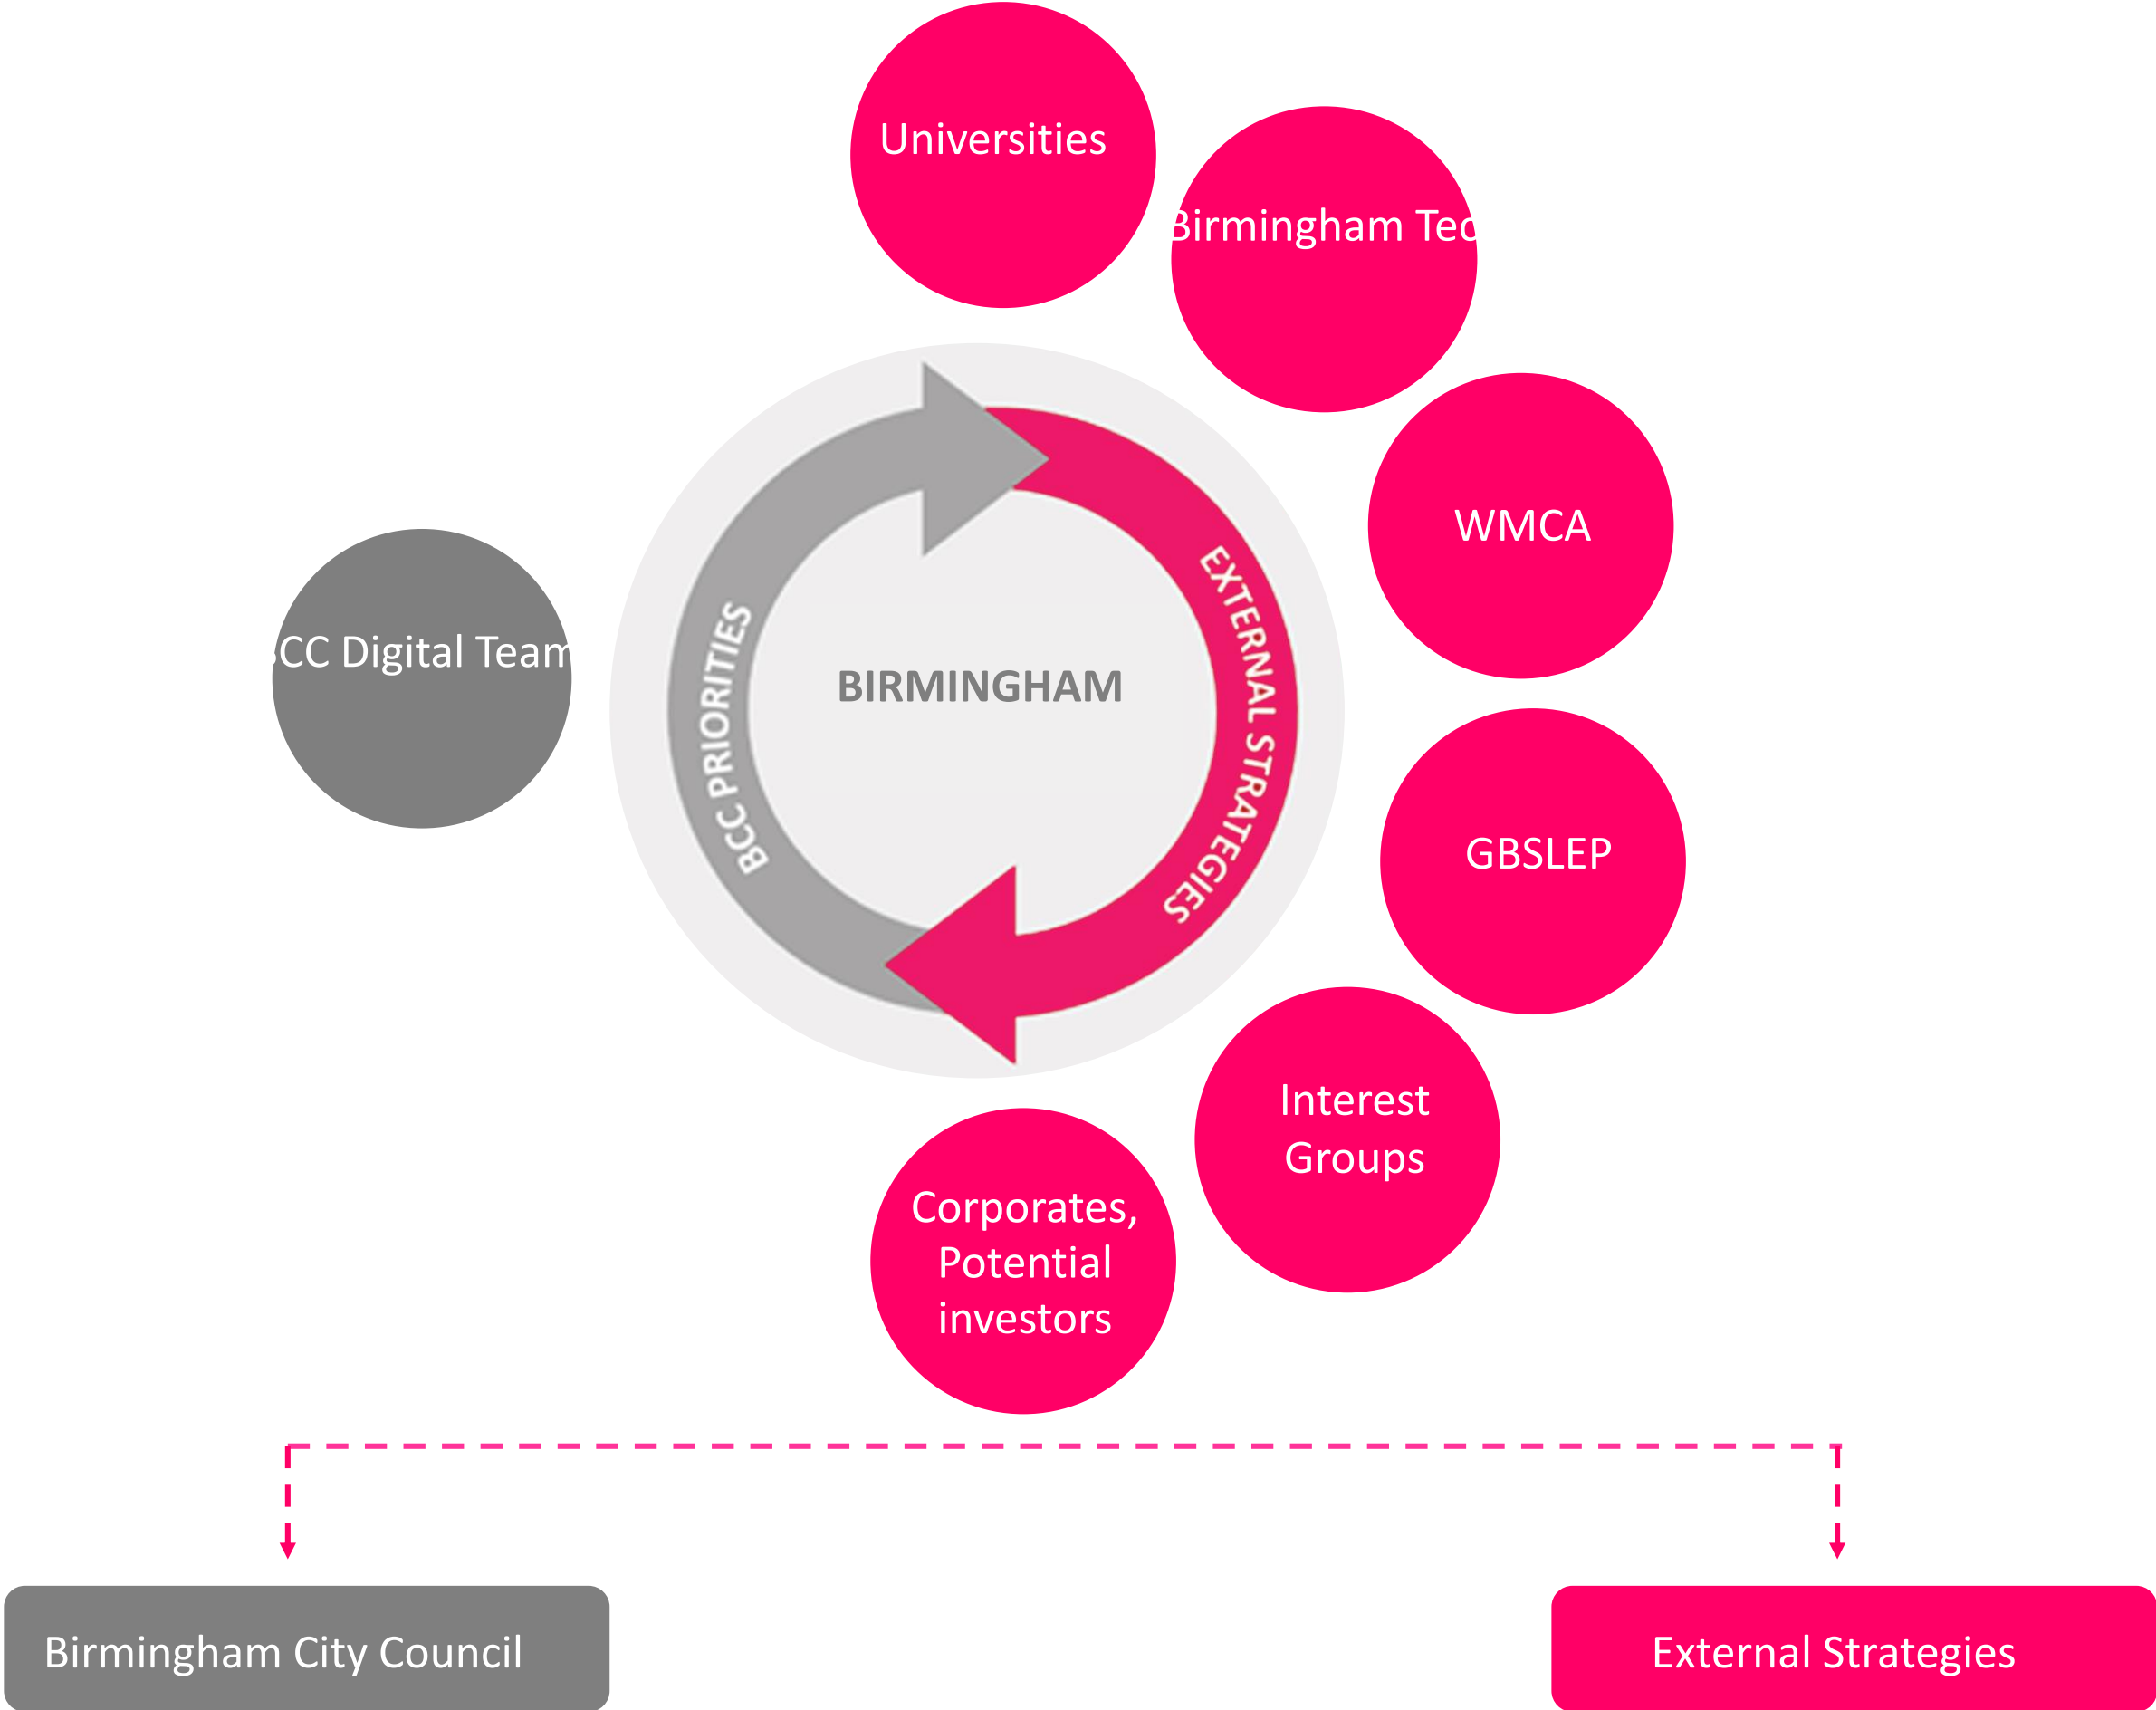 Universities
Birmingham Tec
WMCA
CC Digital Team
BCC PRIORITIES
BIRMINGHAM
EXTERNAL STRATEGIES
GBSLEP
Interest
Groups
Corporates,
Potential
investors
Birmingham City Council
External Strategies